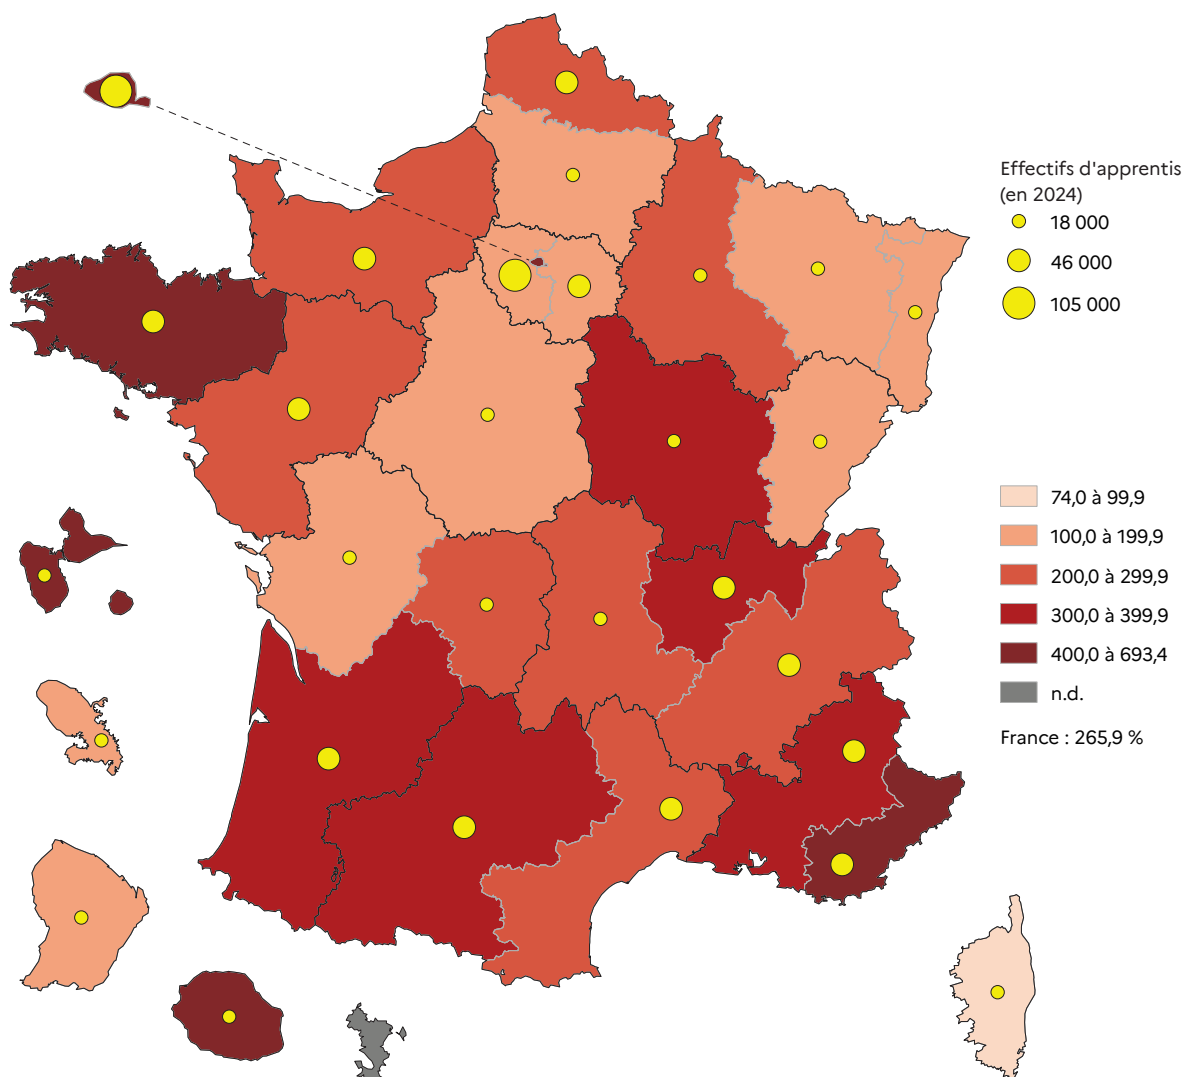 Effectifs d'apprentis
(en 2024)
18 000
46 000
105 000
74,0 à 99,9
100,0 à 199,9
200,0 à 299,9
300,0 à 399,9
400,0 à 693,4
n.d.
France : 265,9 %